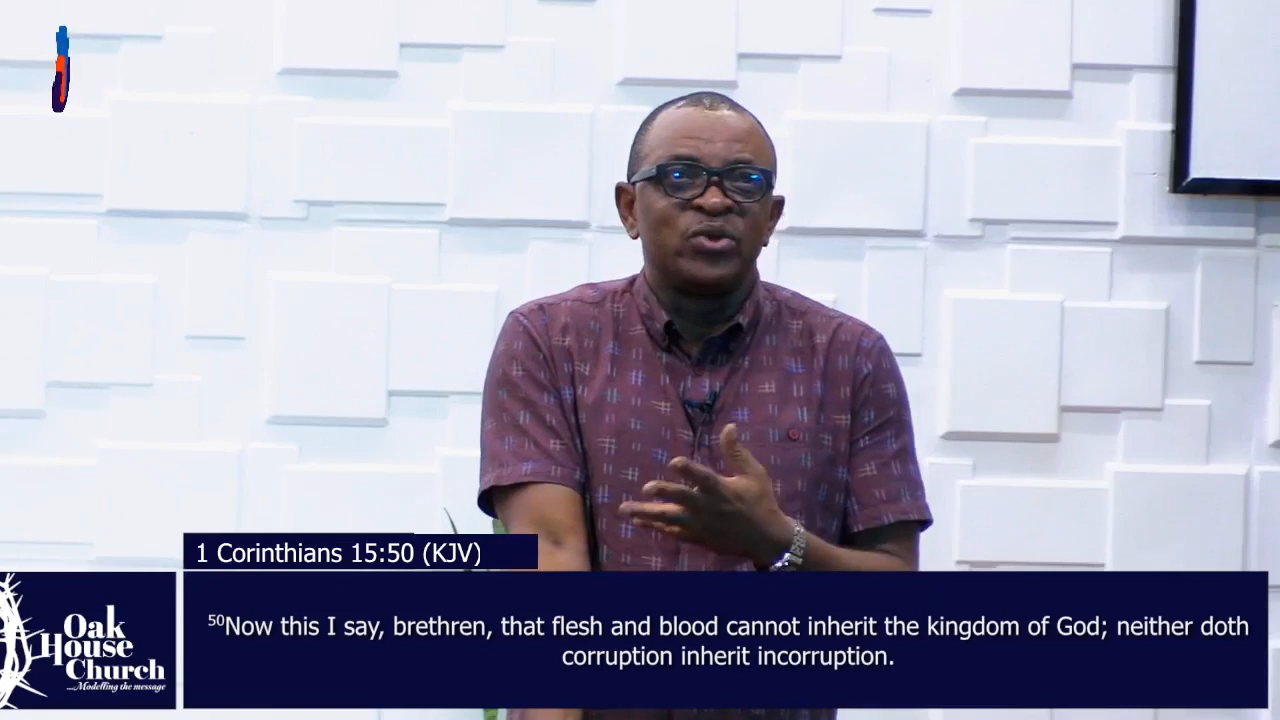 1 Corinthians 15:50 (KJV)
50Now this I say, brethren, that flesh and blood cannot inherit the kingdom of God; neither doth
corruption inherit incorruption.
Oak
House
Church
...Modelling the message